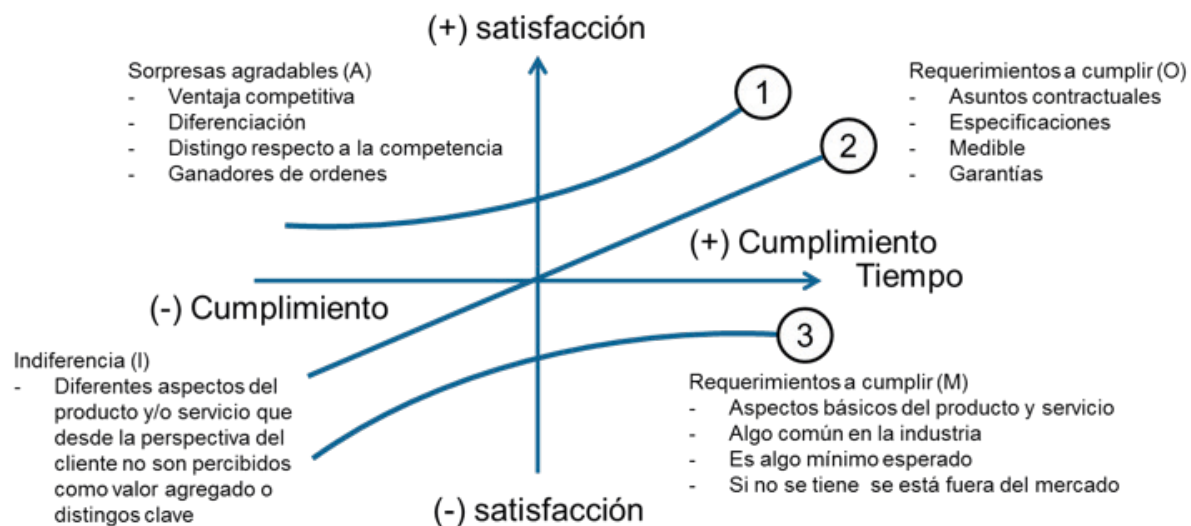 (+) satisfacción
Sorpresas agradables (A)
- Ventaja competitiva
- Diferenciación
- Distingo respecto a la competencia
- Ganadores de ordenes
1
2
Requerimientos a cumplir (O)
- Asuntos contractuales
- Especificaciones
- Medible
- Garantías
(+) Cumplimiento
Tiempo
(-) Cumplimiento
3
Indiferencia (I)
- Diferentes aspectos del
producto y/o servicio que
desde la perspectiva del
cliente no son percibidos
como valor agregado o
distingos clave
Requerimientos a cumplir (M)
- Aspectos básicos del producto y servicio
- Algo común en la industria
- Es algo mínimo esperado
- Si no se tiene se está fuera del mercado
(-) satisfacción